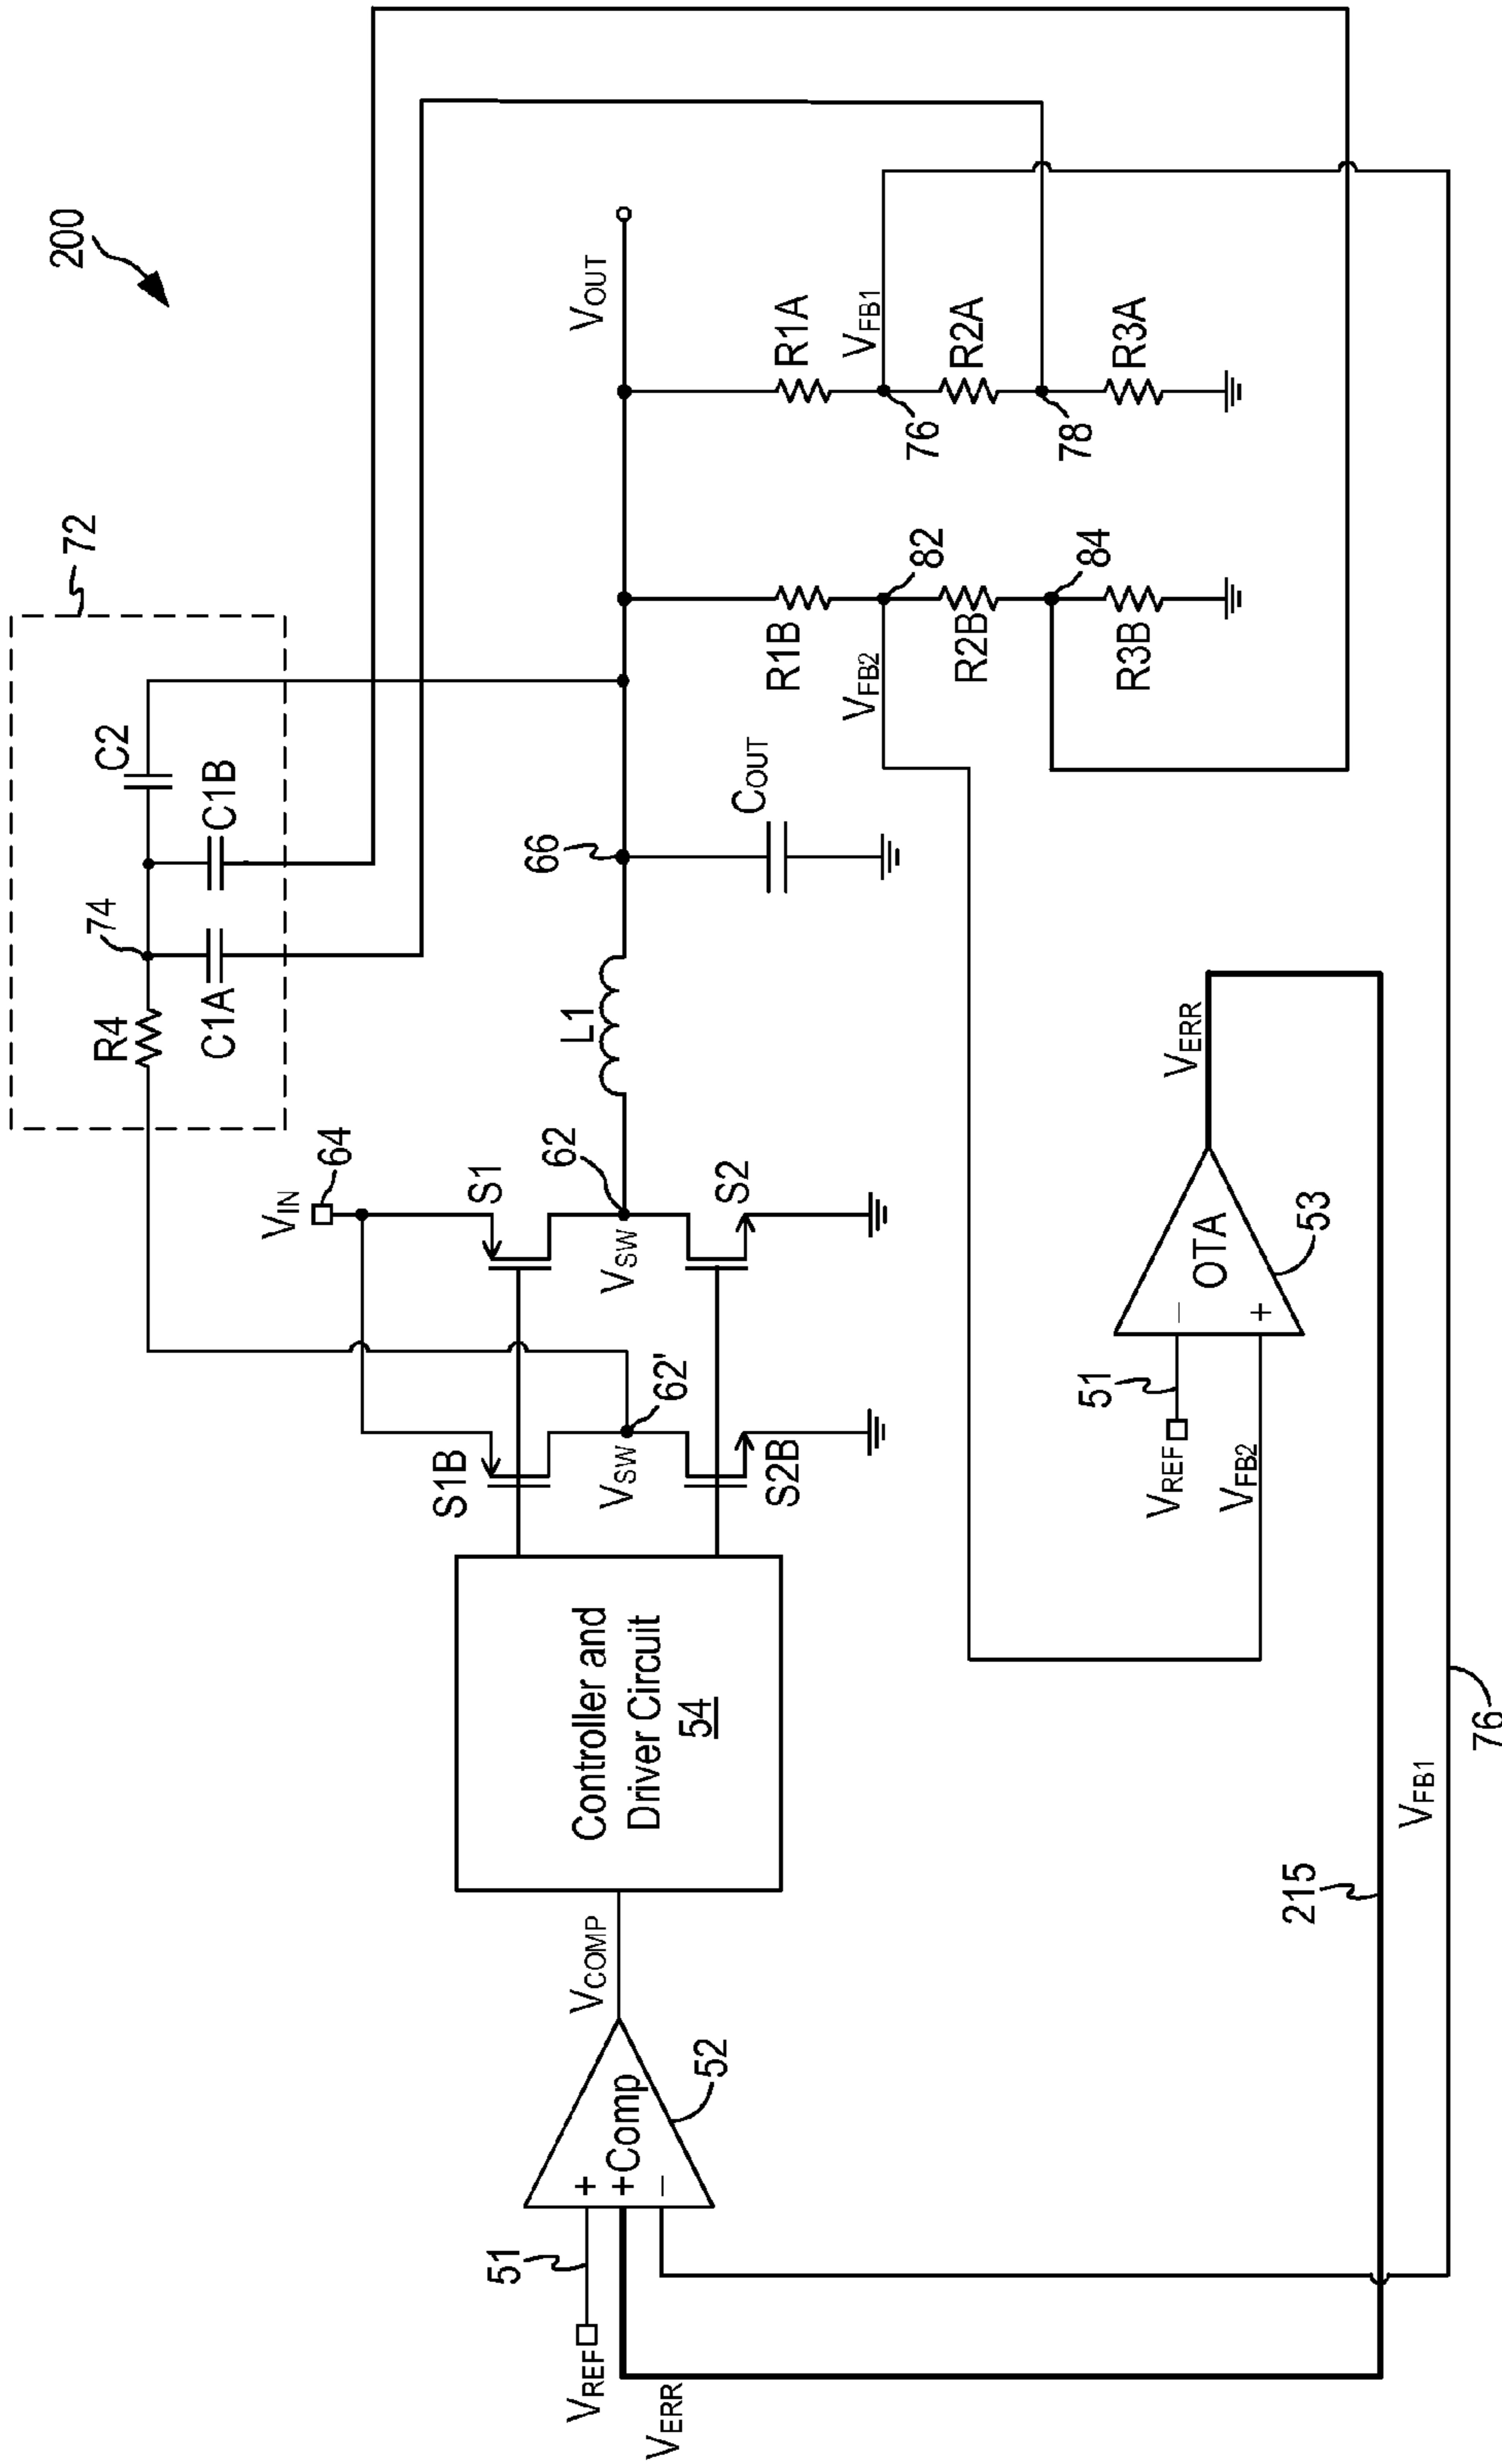 200
72
C2
74
R4
C1A
C1B
VIN
64
S1B
S1
VSW
62'
VSW
62
S2B
S2
L1
66
COUT
VOUT
R1B
VFB2
82
R2B
84
R3B
R1A
VFB1
76
R2A
78
R3A
VREF
51
VERR
+
+
−
Comp
52
VCOMP
Controller and
Driver Circuit
54
VREF
51
VFB2
−
+
OTA
53
VERR
215
VFB1
76